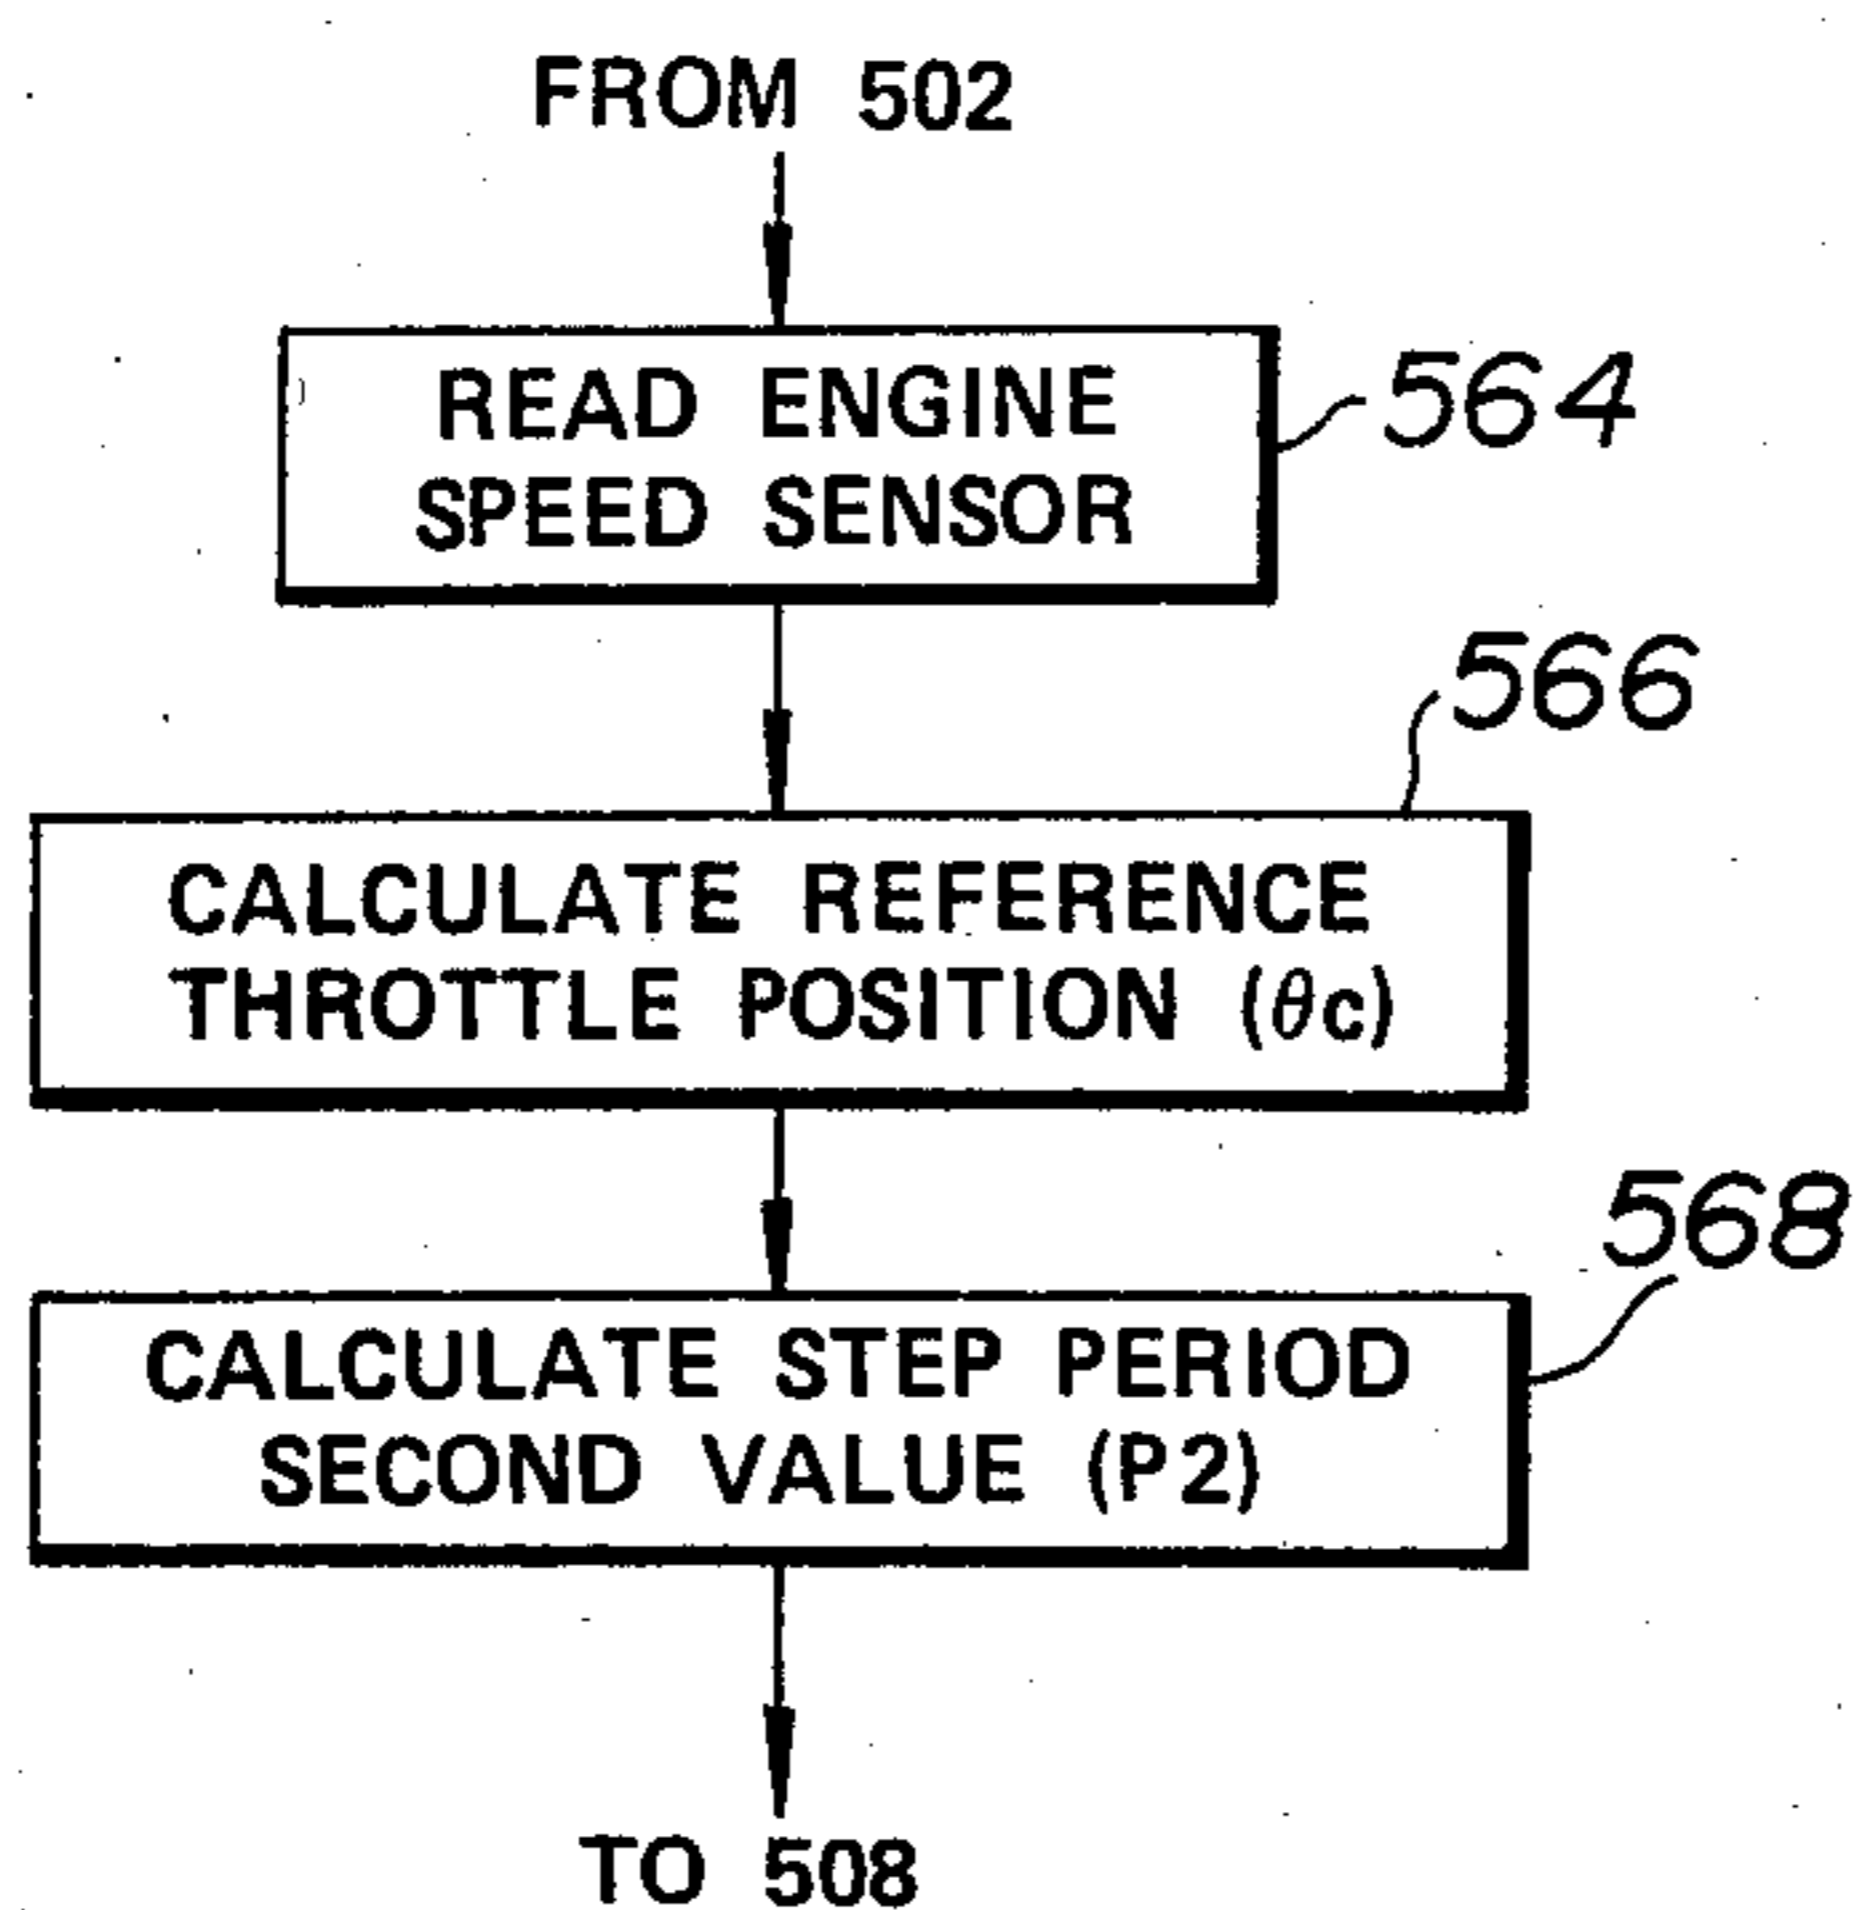 FROM 502
READ ENGINE
SPEED SENSOR
564
566
CALCULATE REFERENCE
THROTTLE POSITION (θc)
568
CALCULATE STEP PERIOD
SECOND VALUE (P2)
TO 508